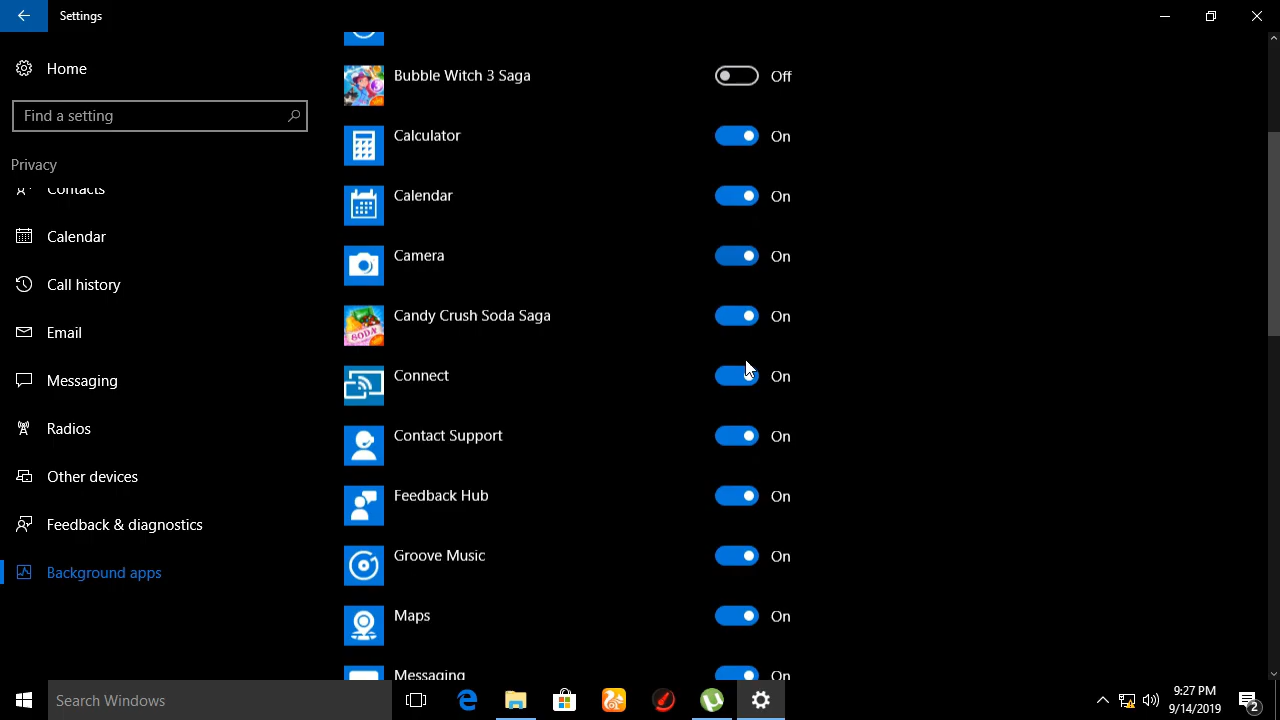 Settings
Home
Find a setting
Privacy
Contacts
Calendar
Call history
Email
Messaging
Radios
Other devices
Feedback & diagnostics
Background apps
Bubble Witch 3 Saga Off
Calculator On
Calendar On
Camera On
SODA
Candy Crush Soda Saga On
Connect On
Contact Support On
Feedback Hub On
Groove Music On
Maps On
Messaging On
Search Windows
9:27 PM
9/14/2019
2